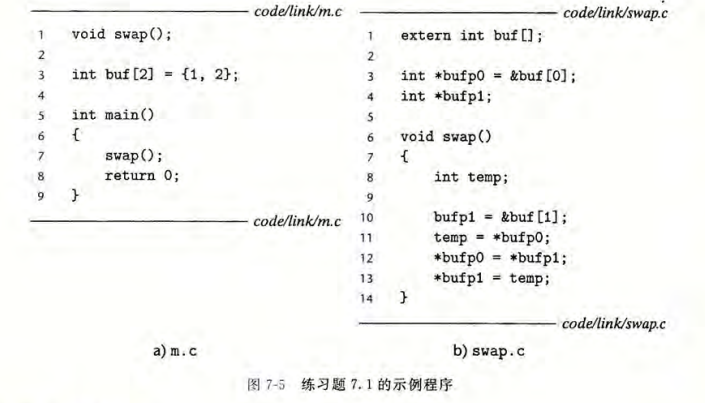 code/link/m.c
1 void swap();
2
3 int buf[2] = {1, 2};
4
5 int main()
6 {
7 swap();
8 return 0;
9 }
code/link/m.c
a) m.c
code/link/swap.c
1 extern int buf[];
2
3 int *bufp0 = &buf[0];
4 int *bufp1;
5
6 void swap()
7 {
8 int temp;
9
10 bufp1 = &buf[1];
11 temp = *bufp0;
12 *bufp0 = *bufp1;
13 *bufp1 = temp;
14 }
code/link/swap.c
b) swap.c
图 7-5 练习题 7.1 的示例程序